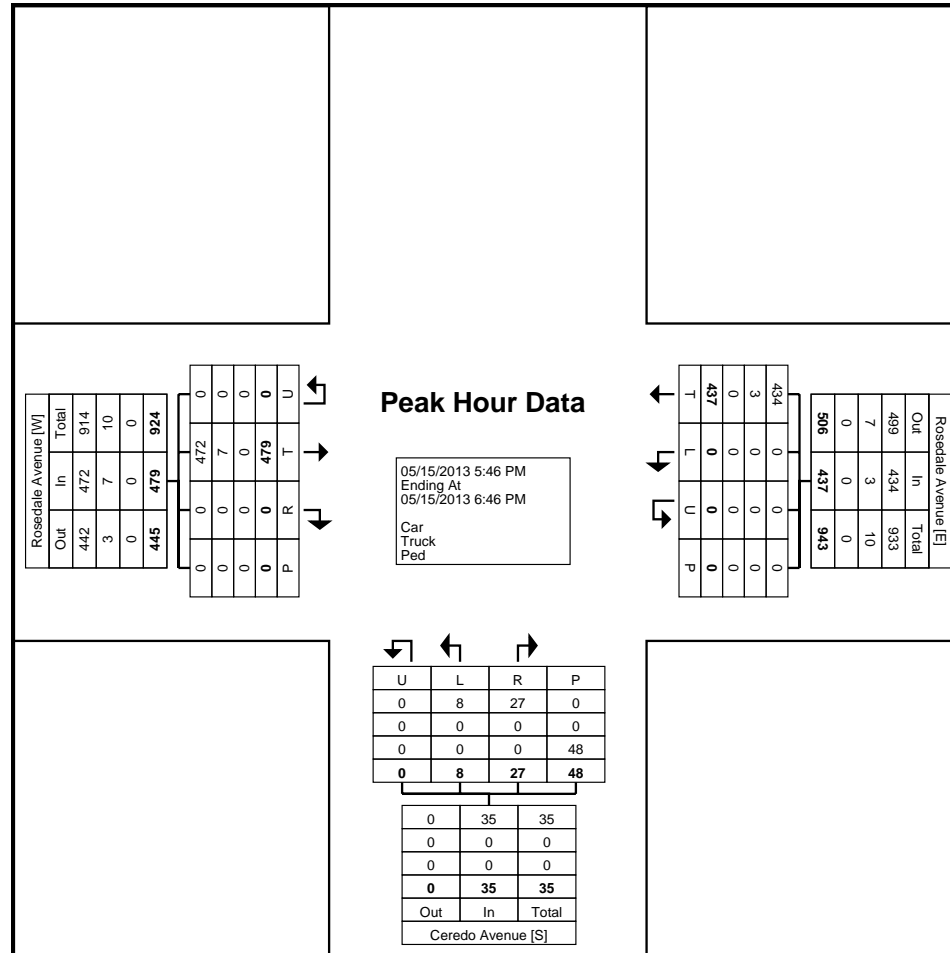 Peak Hour Data
05/15/2013 5:46 PM
Ending At
05/15/2013 6:46 PM
Car
Truck
Ped
Rosedale Avenue [W]
Total In Out
914 472 442
10 7 3
0 0 0
924 479 445
0 472 0 0
0 7 0 0
0 0 0 0
0 479 0 0
U T R P
Rosedale Avenue [E]
Out In Total
499 434 933
7 3 10
0 0 0
506 437 943
434 0 0 0
3 0 0 0
0 0 0 0
437 0 0 0
T L U P
U L R P
0 8 27 0
0 0 0 0
0 0 0 48
0 8 27 48
0 35 35
0 0 0
0 0 0
0 35 35
Out In Total
Ceredo Avenue [S]